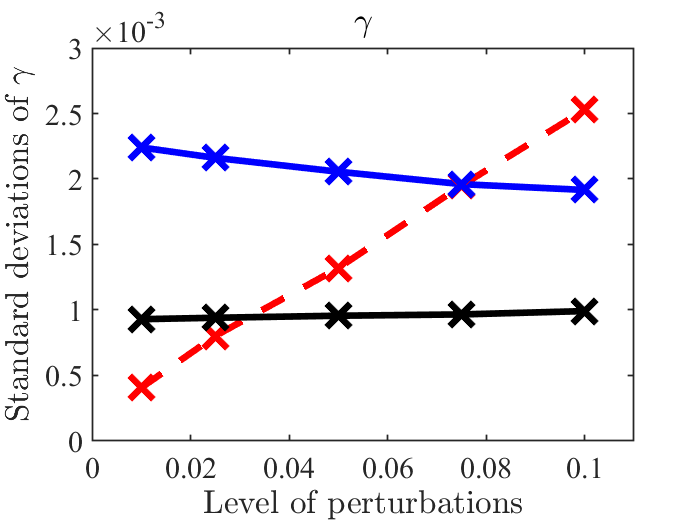 γ
×10-3
3
2.5
2
1.5
1
0.5
0
0 0.02 0.04 0.06 0.08 0.1
Level of perturbations
Standard deviations of γ